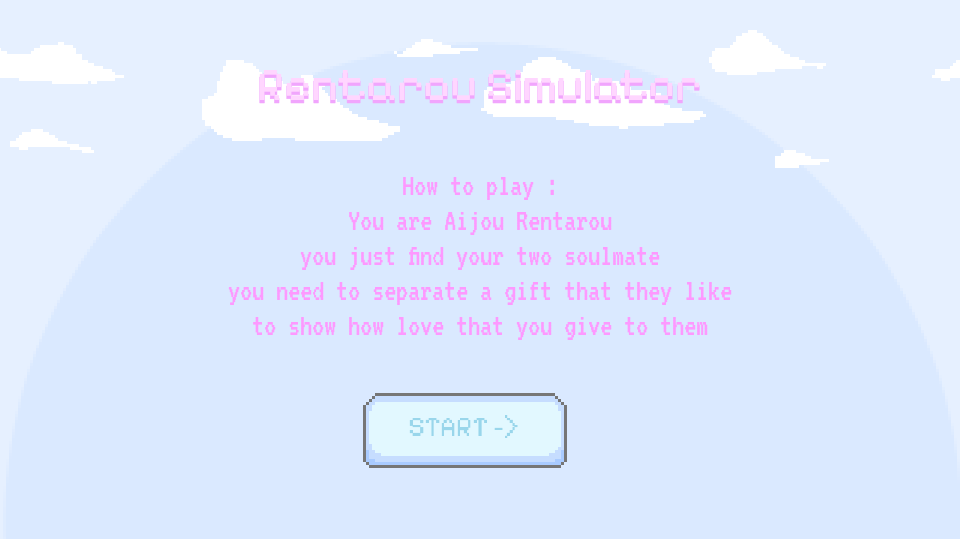 Rentarou Simulator
How to play :
You are Aijou Rentarou
you just find your two soulmate
you need to separate a gift that they like
to show how love that you give to them
START ->